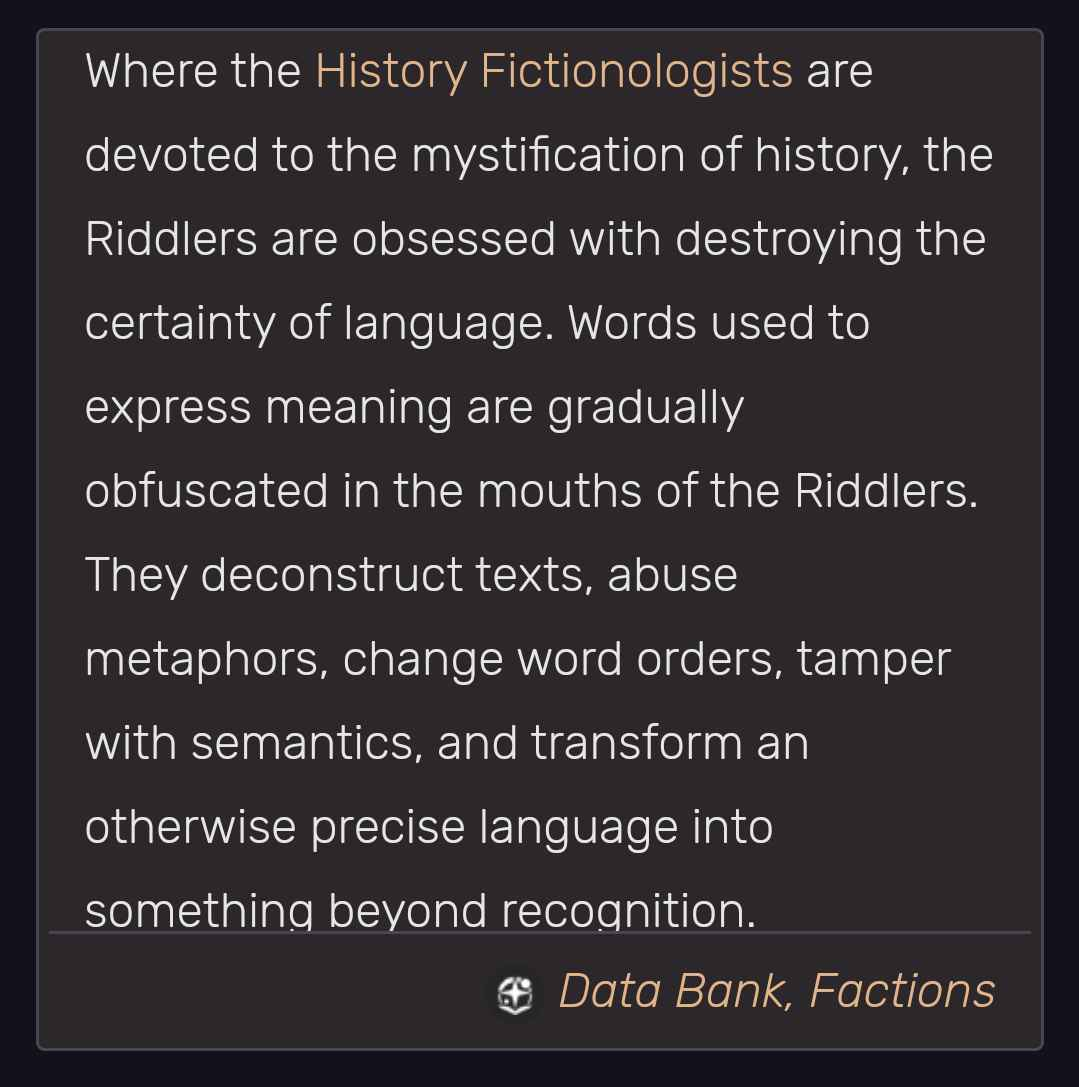 Where the History Fictionologists are
devoted to the mystification of history, the
Riddlers are obsessed with destroying the
certainty of language. Words used to
express meaning are gradually
obfuscated in the mouths of the Riddlers.
They deconstruct texts, abuse
metaphors, change word orders, tamper
with semantics, and transform an
otherwise precise language into
something beyond recognition.
Data Bank, Factions